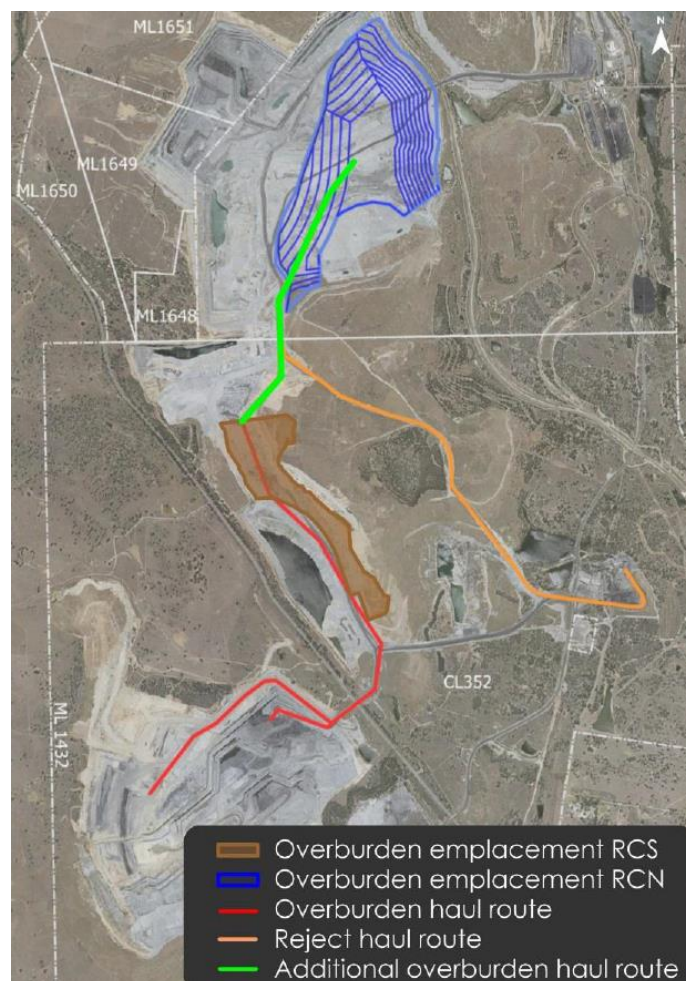 ML1651
N
ML1649
ML1650
ML1648
CL352
ML 1432
Overburden emplacement RCS
Overburden emplacement RCN
Overburden haul route
Reject haul route
Additional overburden haul route